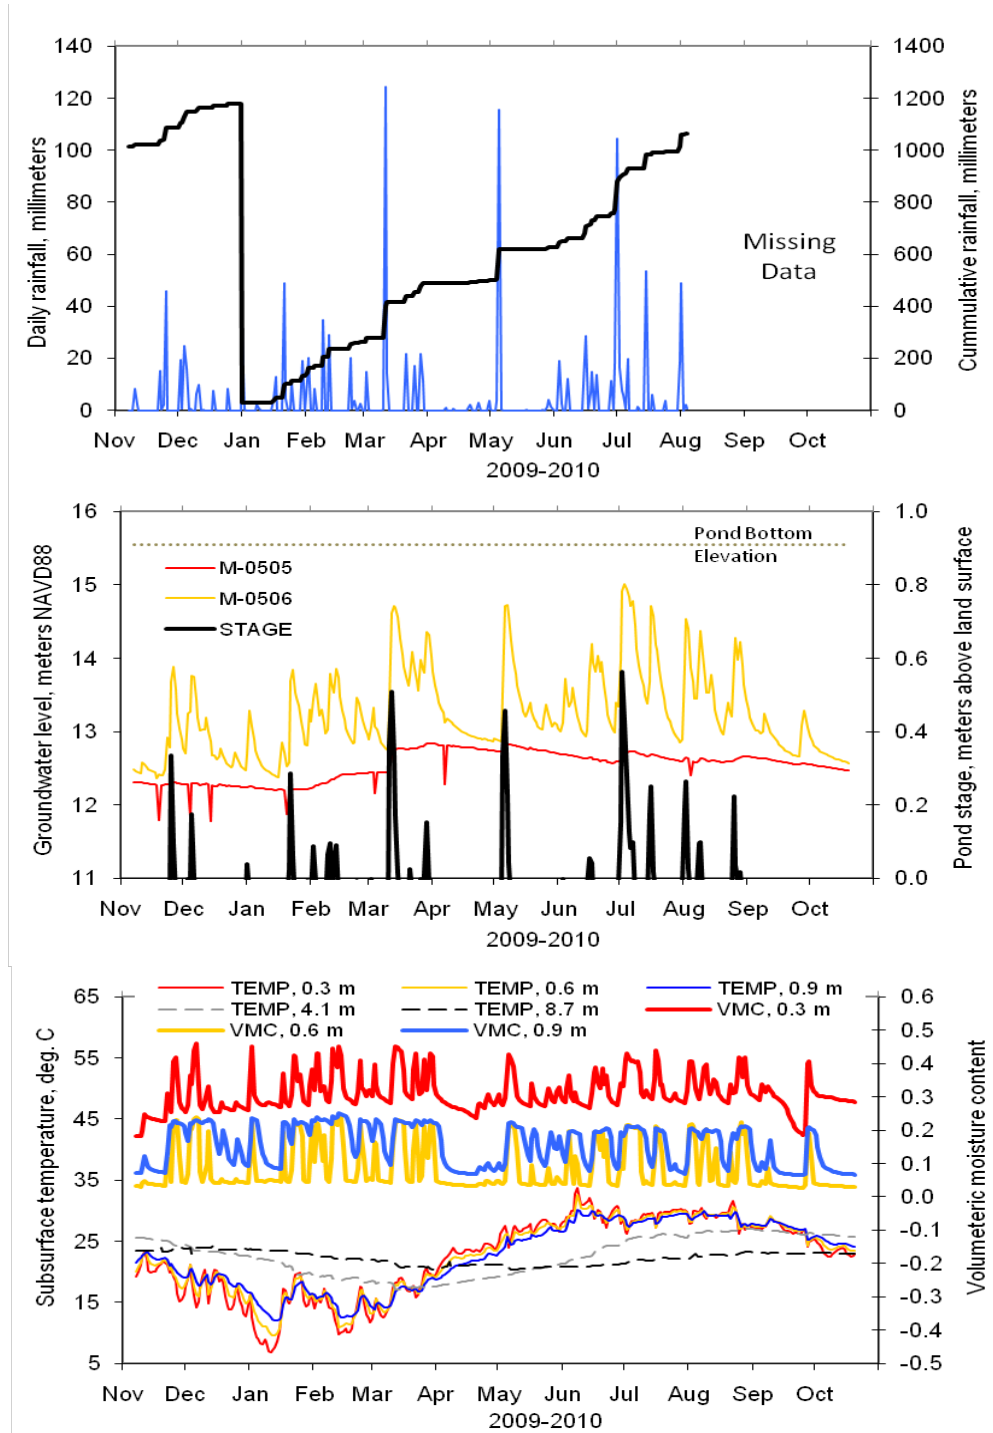 140
120
100
80
60
40
20
0
1400
1200
1000
800
600
400
200
0
Daily rainfall, millimeters
Cummulative rainfall, millimeters
Missing
Data
Nov Dec Jan Feb Mar Apr May Jun Jul Aug Sep Oct
2009-2010
16
15
14
13
12
11
1.0
0.8
0.6
0.4
0.2
0.0
Groundwater level, meters NAVD88
Pond stage, meters above land surface
Pond Bottom
Elevation
M-0505
M-0506
STAGE
Nov Dec Jan Feb Mar Apr May Jun Jul Aug Sep Oct
2009-2010
TEMP, 0.3 m TEMP, 0.6 m TEMP, 0.9 m
TEMP, 4.1 m TEMP, 8.7 m VMC, 0.3 m
VMC, 0.6 m VMC, 0.9 m
65
55
45
35
25
15
5
0.6
0.5
0.4
0.3
0.2
0.1
0.0
-0.1
-0.2
-0.3
-0.4
-0.5
Subsurface temperature, deg. C
Volumeteric moisture content
Nov Dec Jan Feb Mar Apr May Jun Jul Aug Sep Oct
2009-2010